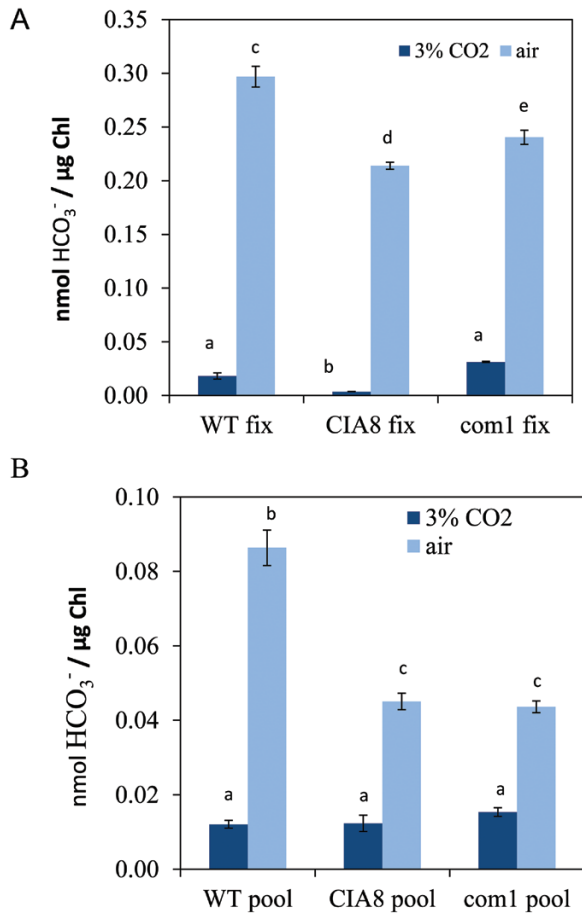 A
nmol HCO₃⁻ / µg Chl
0.35
0.30
0.25
0.20
0.15
0.10
0.05
0.00
3% CO2
air
c
d
e
a
b
a
WT fix
CIA8 fix
com1 fix
B
nmol HCO₃⁻ / µg Chl
0.10
0.08
0.06
0.04
0.02
0.00
3% CO2
air
b
c
c
a
a
a
WT pool
CIA8 pool
com1 pool